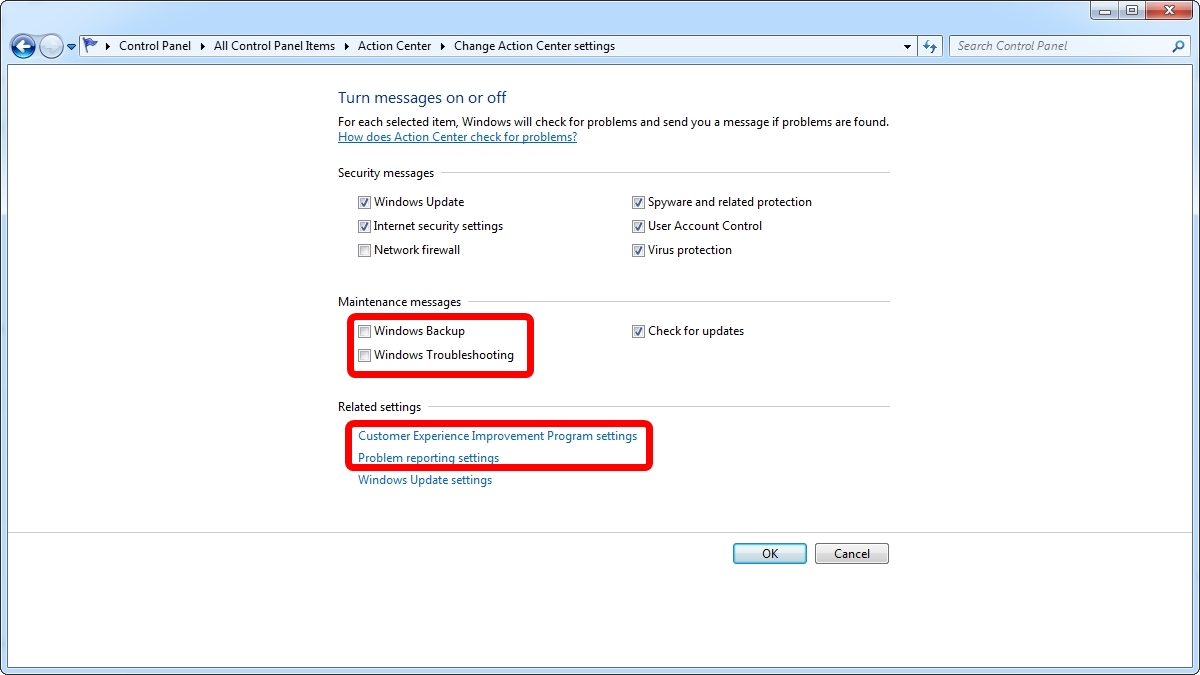 Control Panel All Control Panel Items Action Center Change Action Center settings Search Control Panel
Turn messages on or off
For each selected item, Windows will check for problems and send you a message if problems are found.
How does Action Center check for problems?
Security messages
Windows Update Spyware and related protection
Internet security settings User Account Control
Network firewall Virus protection
Maintenance messages
Windows Backup Check for updates
Windows Troubleshooting
Related settings
Customer Experience Improvement Program settings
Problem reporting settings
Windows Update settings
OK Cancel